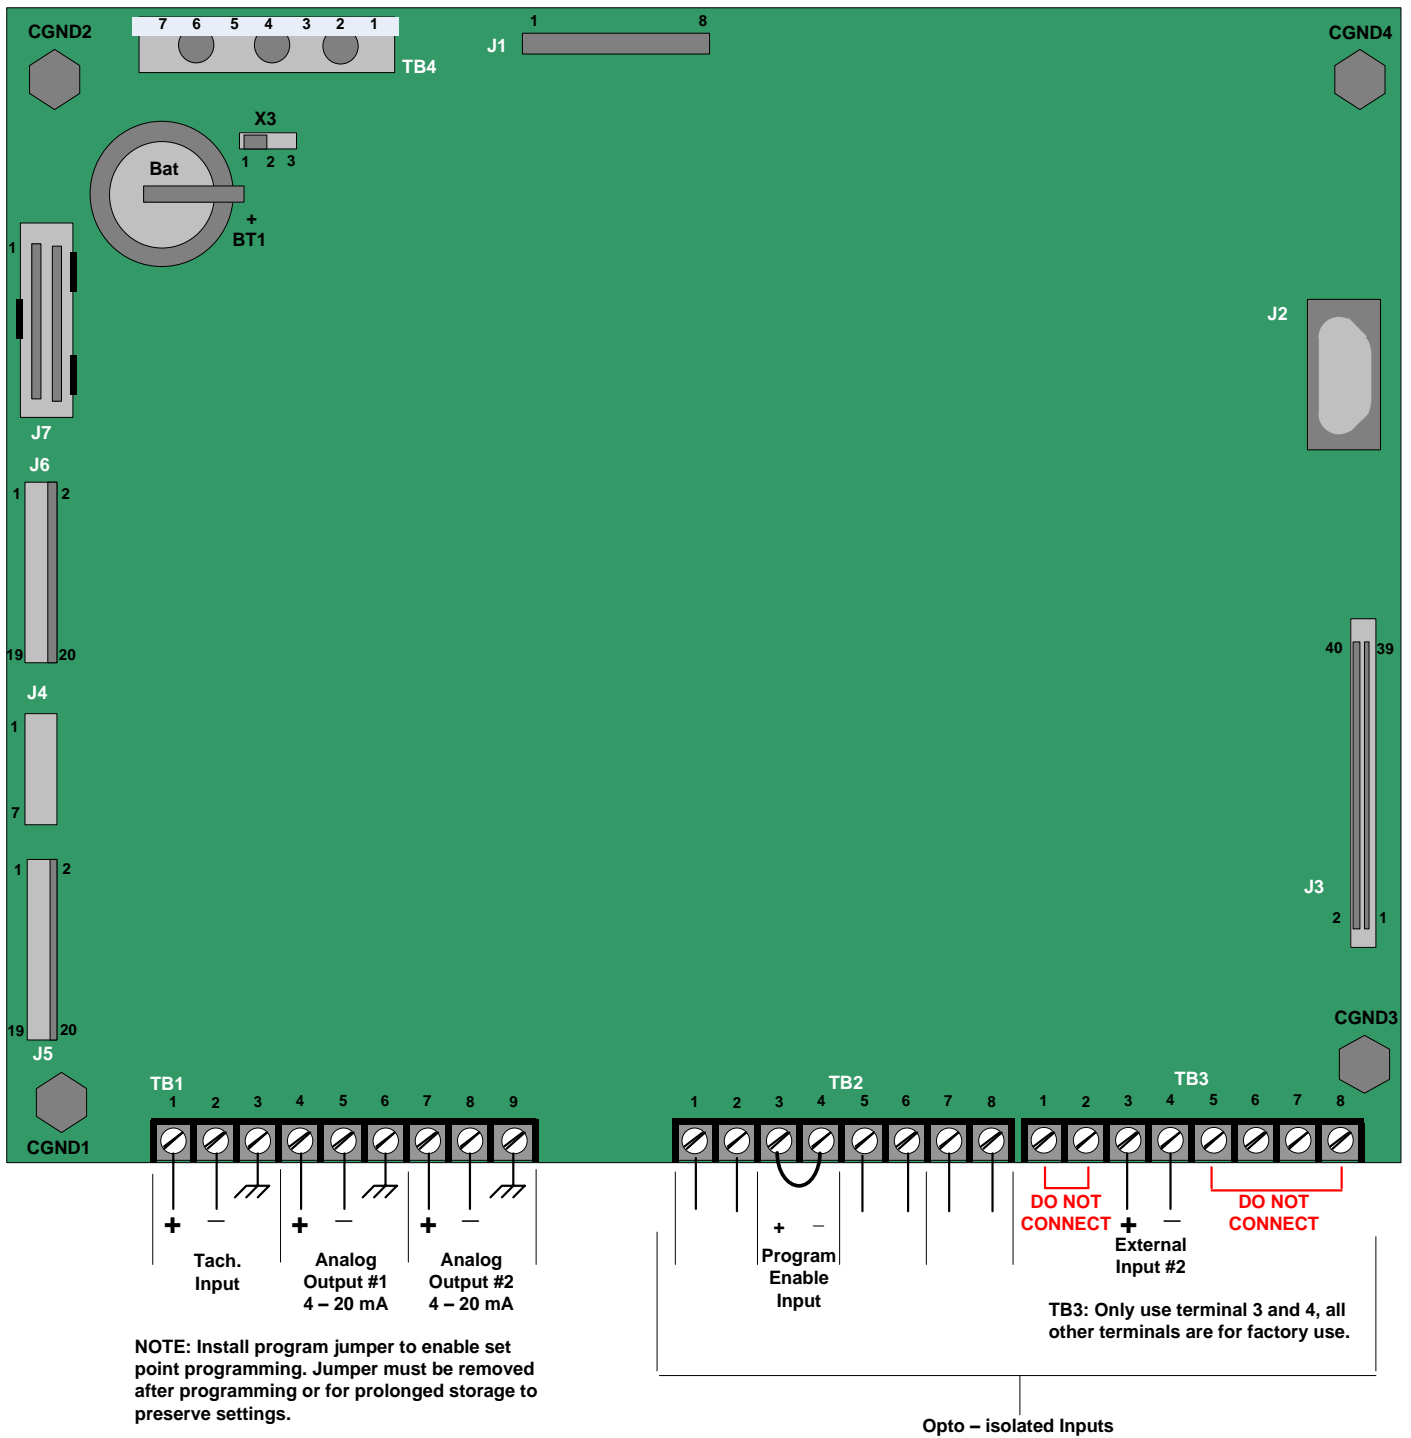 CGND2
7 6 5 4 3 2 1
TB4
J1
1 8
CGND4
X3
1 2 3
Bat
+
BT1
1
J7
J2
J6
1 2
19 20
J4
1
7
40 39
J3
2 1
1 2
19 20
J5
CGND3
CGND1
TB1
1 2 3 4 5 6 7 8 9
TB2
1 2 3 4 5 6 7 8
TB3
1 2 3 4 5 6 7 8
+ –
Tach.
Input
+ –
Analog
Output #1
4 – 20 mA
+ –
Analog
Output #2
4 – 20 mA
+ –
Program
Enable
Input
DO NOT
CONNECT
+ –
External
Input #2
DO NOT
CONNECT
TB3: Only use terminal 3 and 4, all
other terminals are for factory use.
NOTE: Install program jumper to enable set
point programming. Jumper must be removed
after programming or for prolonged storage to
preserve settings.
Opto – isolated Inputs